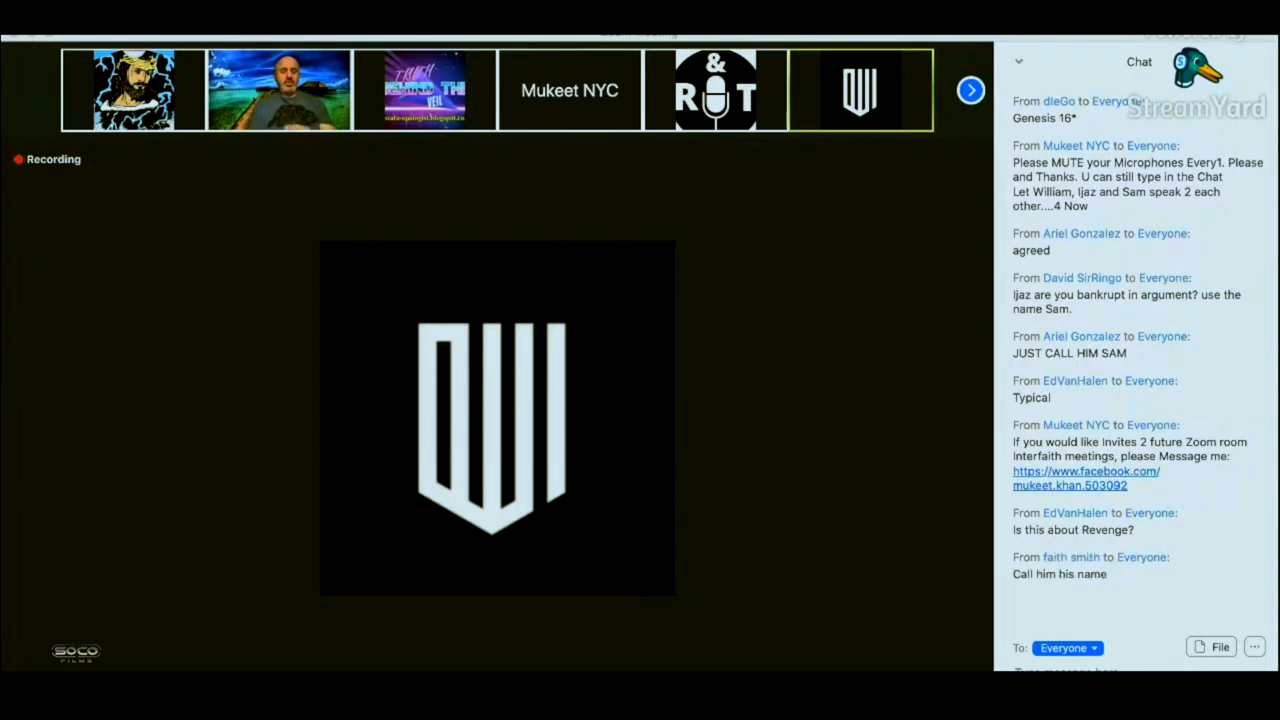 TRUTH
BEHIND THE
VEIL
Mukeet NYC
&
R T
Recording
Chat
StreamYard
From dleGo to Everyone:
Genesis 16*
From Mukeet NYC to Everyone:
Please MUTE your Microphones Every1. Please
and Thanks. U can still type in the Chat
Let William, Ijaz and Sam speak 2 each
other....4 Now
From Ariel Gonzalez to Everyone:
agreed
From David SirRingo to Everyone:
Ijaz are you bankrupt in argument? use the
name Sam.
From Ariel Gonzalez to Everyone:
JUST CALL HIM SAM
From EdVanHalen to Everyone:
Typical
From Mukeet NYC to Everyone:
If you would like Invites 2 future Zoom room
Interfaith meetings, please Message me:
https://www.facebook.com/
mukeet.khan.503092
From EdVanHalen to Everyone:
Is this about Revenge?
From faith smith to Everyone:
Call him his name
To: Everyone
File
SOCO
FILMS